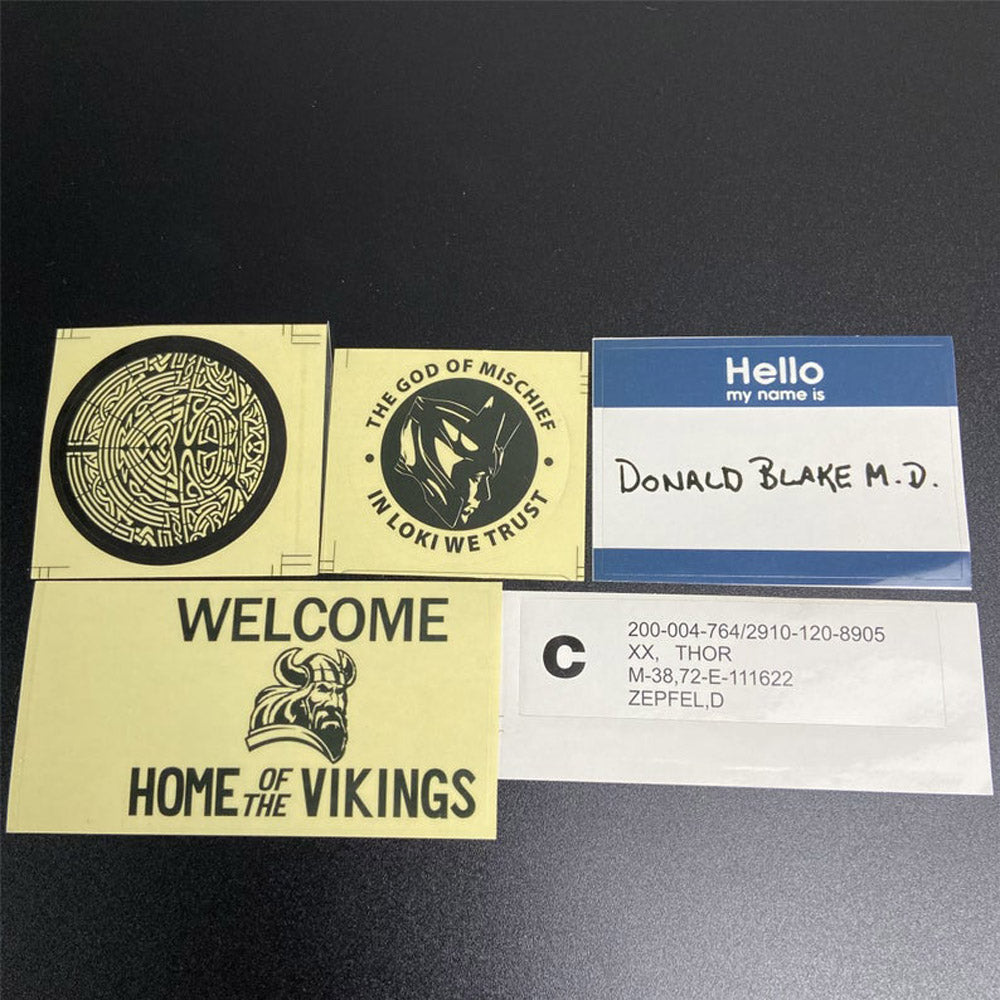 THE GOD OF MISCHIEF
IN LOKI WE TRUST
Hello
my name is
DONALD BLAKE M.D.
WELCOME
HOME OF THE VIKINGS
C
200-004-764/2910-120-8905
XX, THOR
M-38,72-E-111622
ZEPFEL,D